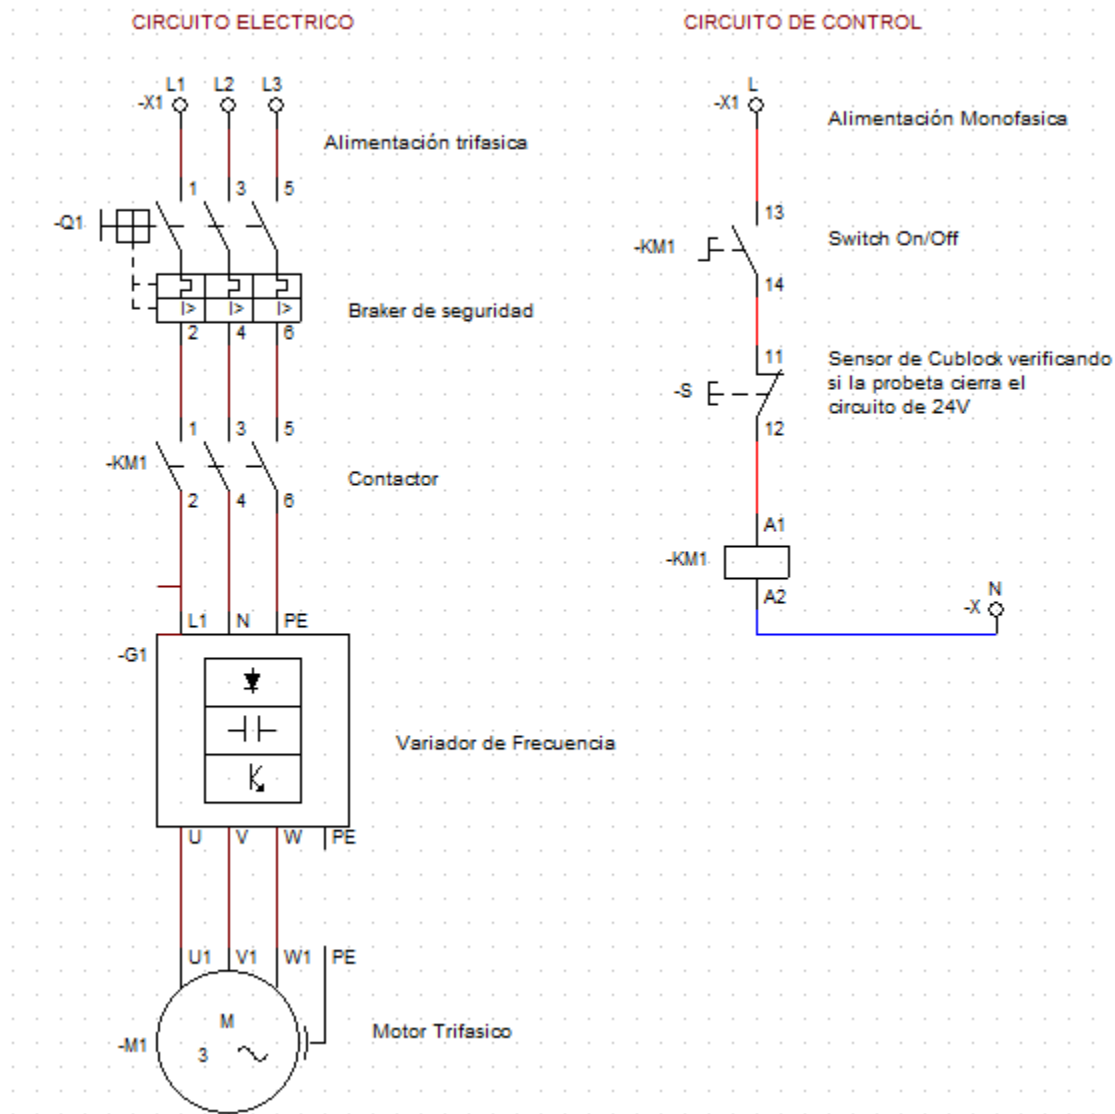 CIRCUITO ELECTRICO
CIRCUITO DE CONTROL
L1 L2 L3
-X1
Alimentación trifasica
1 3 5
-Q1
I> I> I>
Braker de seguridad
2 4 6
1 3 5
-KM1
Contactor
2 4 6
L1 N PE
-G1
Variador de Frecuencia
U V W PE
U1 V1 W1 PE
M
3
-M1
Motor Trifasico
L
-X1
Alimentación Monofasica
13
-KM1
Switch On/Off
14
11
Sensor de Cublock verificando
si la probeta cierra el
circuito de 24V
-S
12
A1
-KM1
A2
N
-X